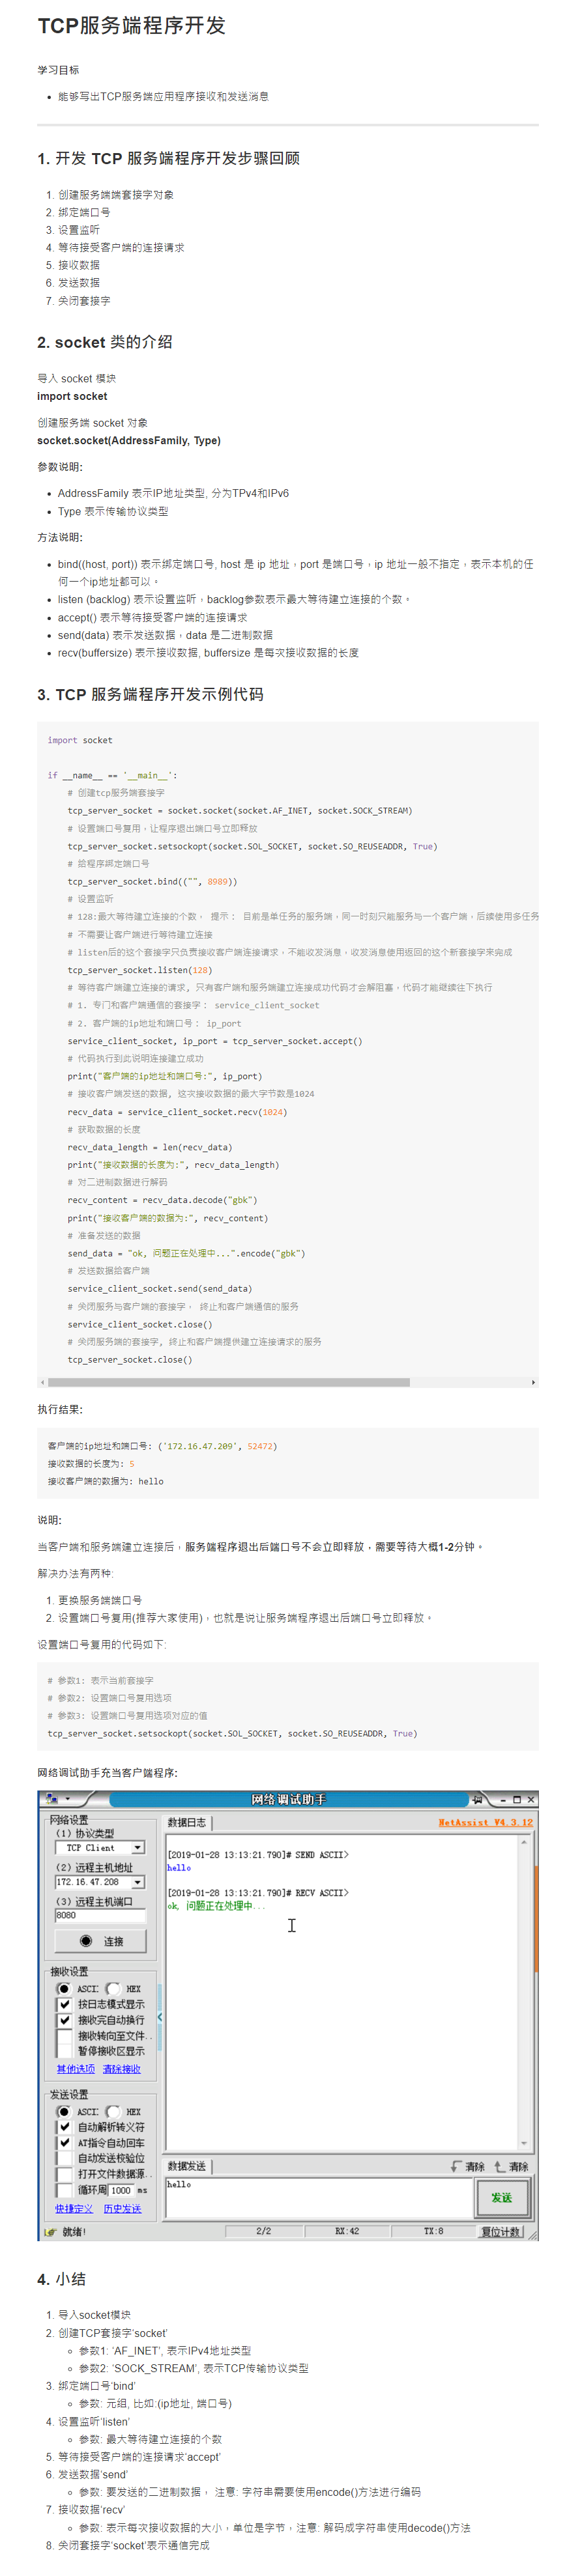 TCP服务端程序开发
学习目标
• 能够写出TCP服务端应用程序接收和发送消息
1. 开发 TCP 服务端程序开发步骤回顾
1. 创建服务端端套接字对象
2. 绑定端口号
3. 设置监听
4. 等待接受客户端的连接请求
5. 接收数据
6. 发送数据
7. 关闭套接字
2. socket 类的介绍
导入 socket 模块
import socket
创建服务端 socket 对象
socket.socket(AddressFamily, Type)
参数说明:
• AddressFamily 表示IP地址类型, 分为TPv4和IPv6
• Type 表示传输协议类型
方法说明:
• bind((host, port)) 表示绑定端口号, host 是 ip 地址，port 是端口号，ip 地址一般不指定，表示本机的任
何一个ip地址都可以。
• listen (backlog) 表示设置监听，backlog参数表示最大等待建立连接的个数。
• accept() 表示等待接受客户端的连接请求
• send(data) 表示发送数据，data 是二进制数据
• recv(buffersize) 表示接收数据, buffersize 是每次接收数据的长度
3. TCP 服务端程序开发示例代码
import socket
if __name__ == '__main__':
# 创建tcp服务端套接字
tcp_server_socket = socket.socket(socket.AF_INET, socket.SOCK_STREAM)
# 设置端口号复用，让程序退出端口号立即释放
tcp_server_socket.setsockopt(socket.SOL_SOCKET, socket.SO_REUSEADDR, True)
# 给程序绑定端口号
tcp_server_socket.bind(("", 8989))
# 设置监听
# 128:最大等待建立连接的个数， 提示： 目前是单任务的服务端，同一时刻只能服务与一个客户端，后续使用多任务
# 不需要让客户端进行等待建立连接
# listen后的这个套接字只负责接收客户端连接请求，不能收发消息，收发消息使用返回的这个新套接字来完成
tcp_server_socket.listen(128)
# 等待客户端建立连接的请求, 只有客户端和服务端建立连接成功代码才会解阻塞，代码才能继续往下执行
# 1. 专门和客户端通信的套接字： service_client_socket
# 2. 客户端的ip地址和端口号： ip_port
service_client_socket, ip_port = tcp_server_socket.accept()
# 代码执行到此说明连接建立成功
print("客户端的ip地址和端口号:", ip_port)
# 接收客户端发送的数据, 这次接收数据的最大字节数是1024
recv_data = service_client_socket.recv(1024)
# 获取数据的长度
recv_data_length = len(recv_data)
print("接收数据的长度为:", recv_data_length)
# 对二进制数据进行解码
recv_content = recv_data.decode("gbk")
print("接收客户端的数据为:", recv_content)
# 准备发送的数据
send_data = "ok, 问题正在处理中...".encode("gbk")
# 发送数据给客户端
service_client_socket.send(send_data)
# 关闭服务与客户端的套接字， 终止和客户端通信的服务
service_client_socket.close()
# 关闭服务端的套接字, 终止和客户端提供建立连接请求的服务
tcp_server_socket.close()
执行结果:
客户端的ip地址和端口号: ('172.16.47.209', 52472)
接收数据的长度为: 5
接收客户端的数据为: hello
说明:
当客户端和服务端建立连接后，服务端程序退出后端口号不会立即释放，需要等待大概1-2分钟。
解决办法有两种:
1. 更换服务端端口号
2. 设置端口号复用(推荐大家使用)，也就是说让服务端程序退出后端口号立即释放。
设置端口号复用的代码如下:
# 参数1: 表示当前套接字
# 参数2: 设置端口号复用选项
# 参数3: 设置端口号复用选项对应的值
tcp_server_socket.setsockopt(socket.SOL_SOCKET, socket.SO_REUSEADDR, True)
网络调试助手充当客户端程序:
网络调试助手
网络设置
（1）协议类型
TCP Client
（2）远程主机地址
172.16.47.208
（3）远程主机端口
8080
连接
接收设置
ASCII HEX
按日志模式显示
接收完自动换行
接收转向至文件..
暂停接收区显示
其他选项 清除接收
发送设置
ASCII HEX
自动解析转义符
AT指令自动回车
自动发送校验位
打开文件数据源..
循环周 1000 ms
快捷定义 历史发送
数据日志
NetAssist V4.3.12
[2019-01-28 13:13:21.790]# SEND ASCII>
hello
[2019-01-28 13:13:21.790]# RECV ASCII>
ok, 问题正在处理中...
数据发送
清除 清除
hello
发送
就绪!
2/2
RX:42
TX:8
复位计数
4. 小结
1. 导入socket模块
2. 创建TCP套接字‘socket’
◦ 参数1: ‘AF_INET’, 表示IPv4地址类型
◦ 参数2: ‘SOCK_STREAM’, 表示TCP传输协议类型
3. 绑定端口号‘bind’
◦ 参数: 元组, 比如:(ip地址, 端口号)
4. 设置监听‘listen’
◦ 参数: 最大等待建立连接的个数
5. 等待接受客户端的连接请求‘accept’
6. 发送数据‘send’
◦ 参数: 要发送的二进制数据， 注意: 字符串需要使用encode()方法进行编码
7. 接收数据‘recv’
◦ 参数: 表示每次接收数据的大小，单位是字节，注意: 解码成字符串使用decode()方法
8. 关闭套接字‘socket’表示通信完成